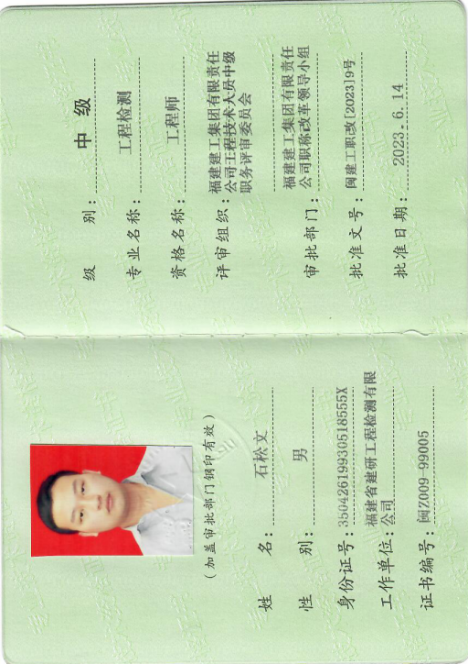 (加盖审批部门钢印有效)
姓 名：石松文
性 别：男
身份证号：35042619930518555X
工作单位：福建省建研工程检测有限
公司
证书编号：闽Z009-99005
级 别：中 级
专业名称：工程检测
资格名称：工程师
评审组织：福建建工集团有限责任
公司工程技术人员中级
职务评审委员会
审批部门：福建建工集团有限责任
公司职称改革领导小组
批准文号：闽建工职改[2023]9号
批准日期：2023.6.14